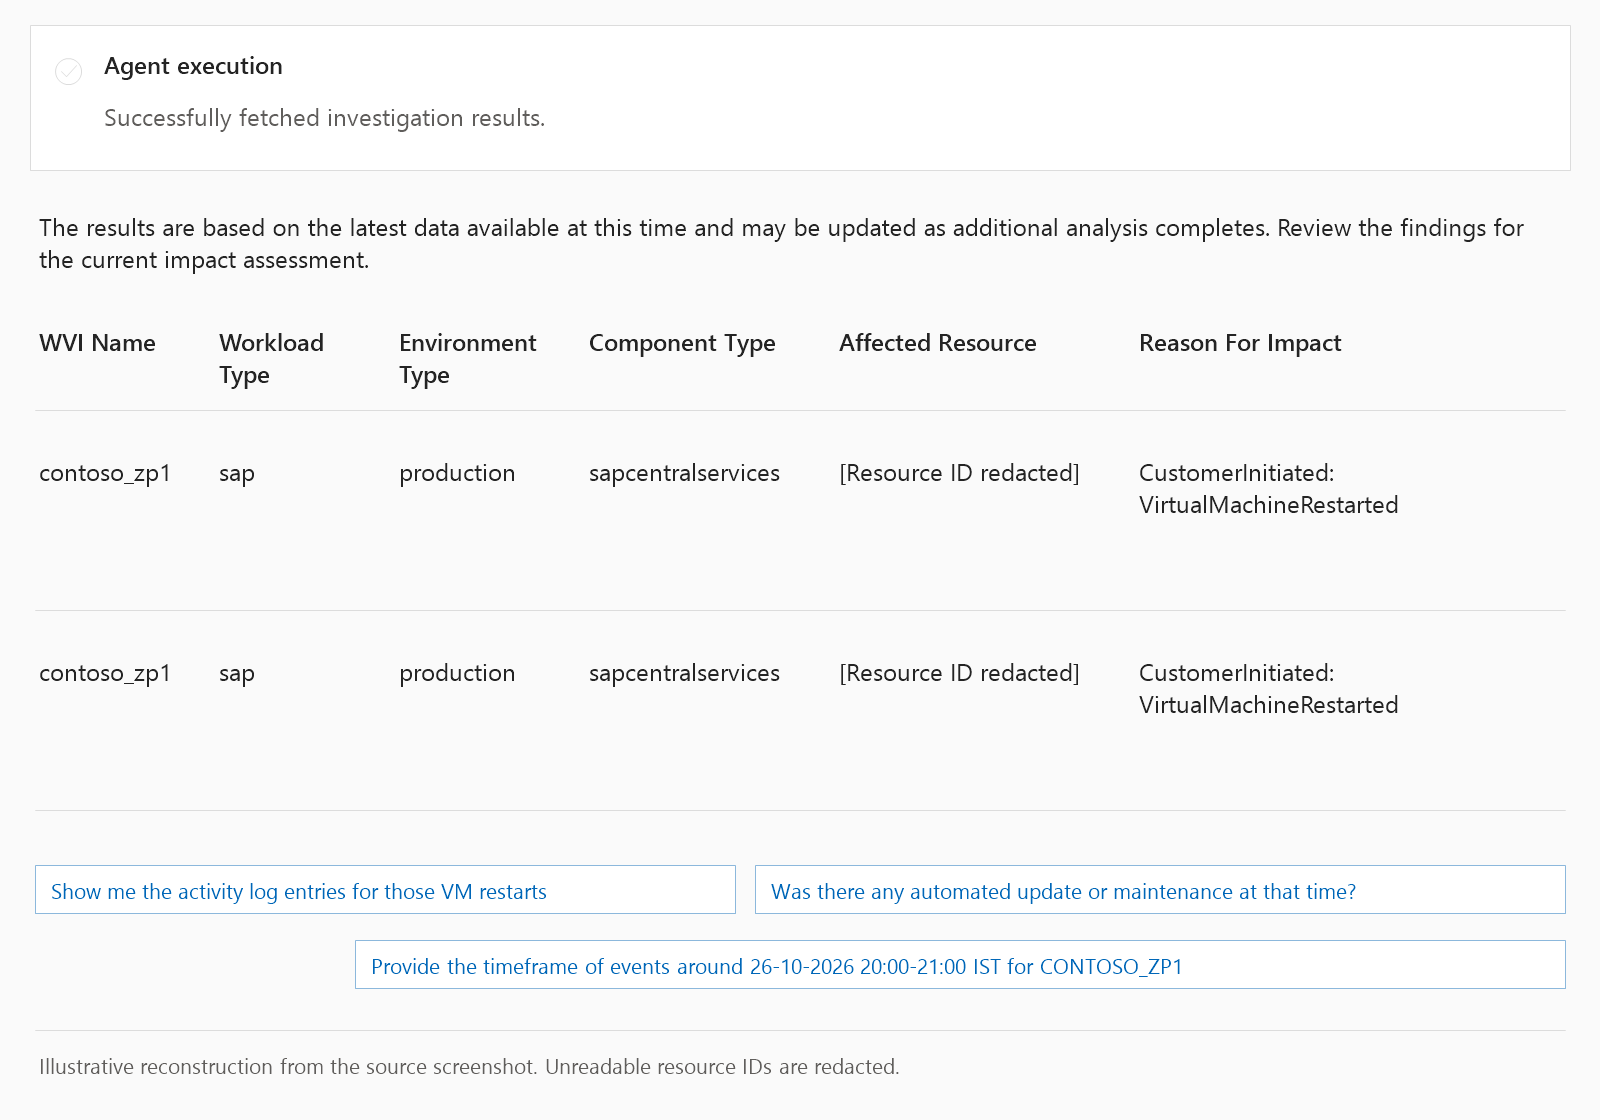 Agent execution
Successfully fetched investigation results.
The results are based on the latest data available at this time and may be updated as additional analysis completes. Review the findings for
the current impact assessment.
WVI Name Workload Type Environment Type Component Type Affected Resource Reason For Impact
contoso_zp1 sap production sapcentralservices [Resource ID redacted] CustomerInitiated:
VirtualMachineRestarted
contoso_zp1 sap production sapcentralservices [Resource ID redacted] CustomerInitiated:
VirtualMachineRestarted
Show me the activity log entries for those VM restarts
Was there any automated update or maintenance at that time?
Provide the timeframe of events around 26-10-2026 20:00-21:00 IST for CONTOSO_ZP1
Illustrative reconstruction from the source screenshot. Unreadable resource IDs are redacted.